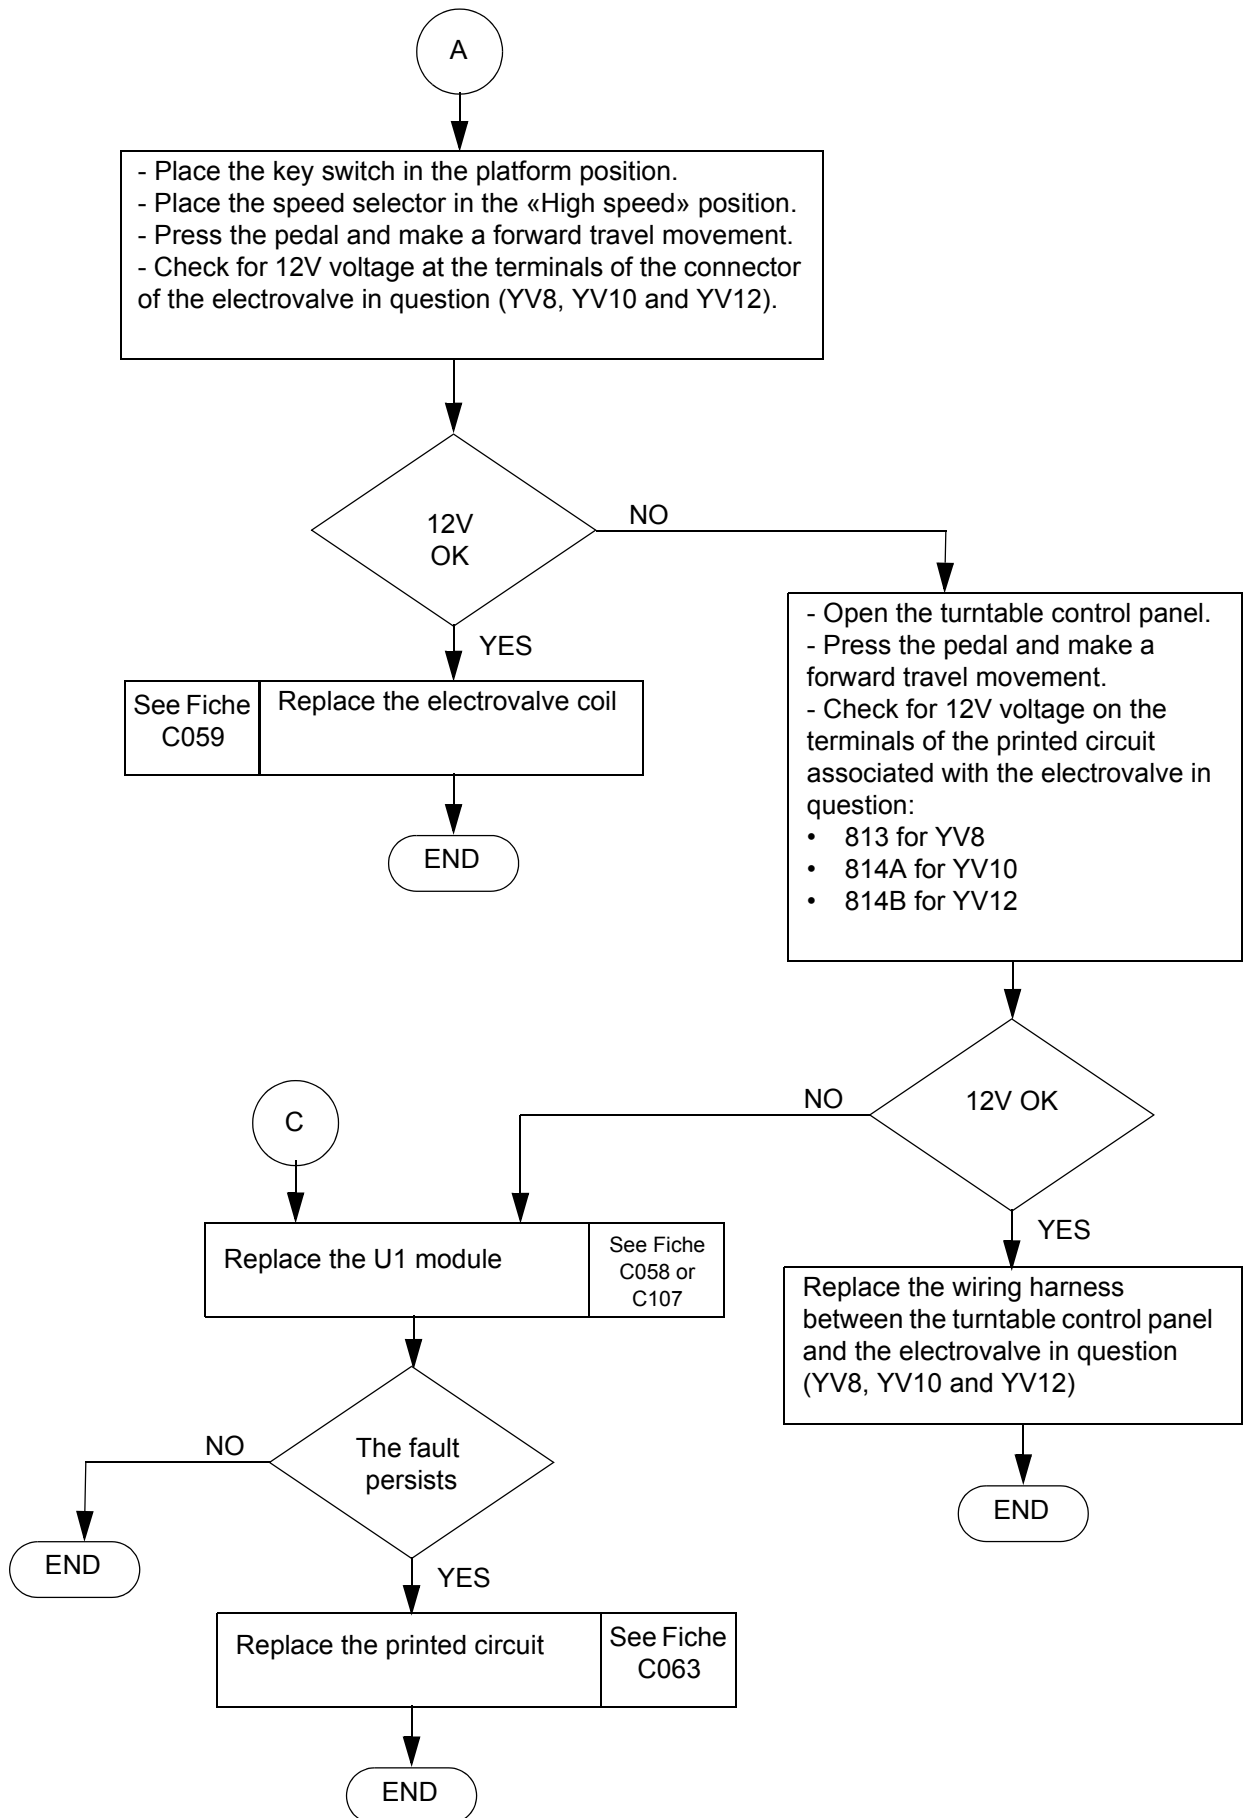 A
- Place the key switch in the platform position.
- Place the speed selector in the «High speed» position.
- Press the pedal and make a forward travel movement.
- Check for 12V voltage at the terminals of the connector
of the electrovalve in question (YV8, YV10 and YV12).
12V
OK
NO
YES
See Fiche
C059
Replace the electrovalve coil
END
- Open the turntable control panel.
- Press the pedal and make a
forward travel movement.
- Check for 12V voltage on the
terminals of the printed circuit
associated with the electrovalve in
question:
• 813 for YV8
• 814A for YV10
• 814B for YV12
12V OK
NO
YES
C
Replace the U1 module
See Fiche
C058 or
C107
Replace the wiring harness
between the turntable control panel
and the electrovalve in question
(YV8, YV10 and YV12)
END
The fault
persists
NO
END
YES
Replace the printed circuit
See Fiche
C063
END